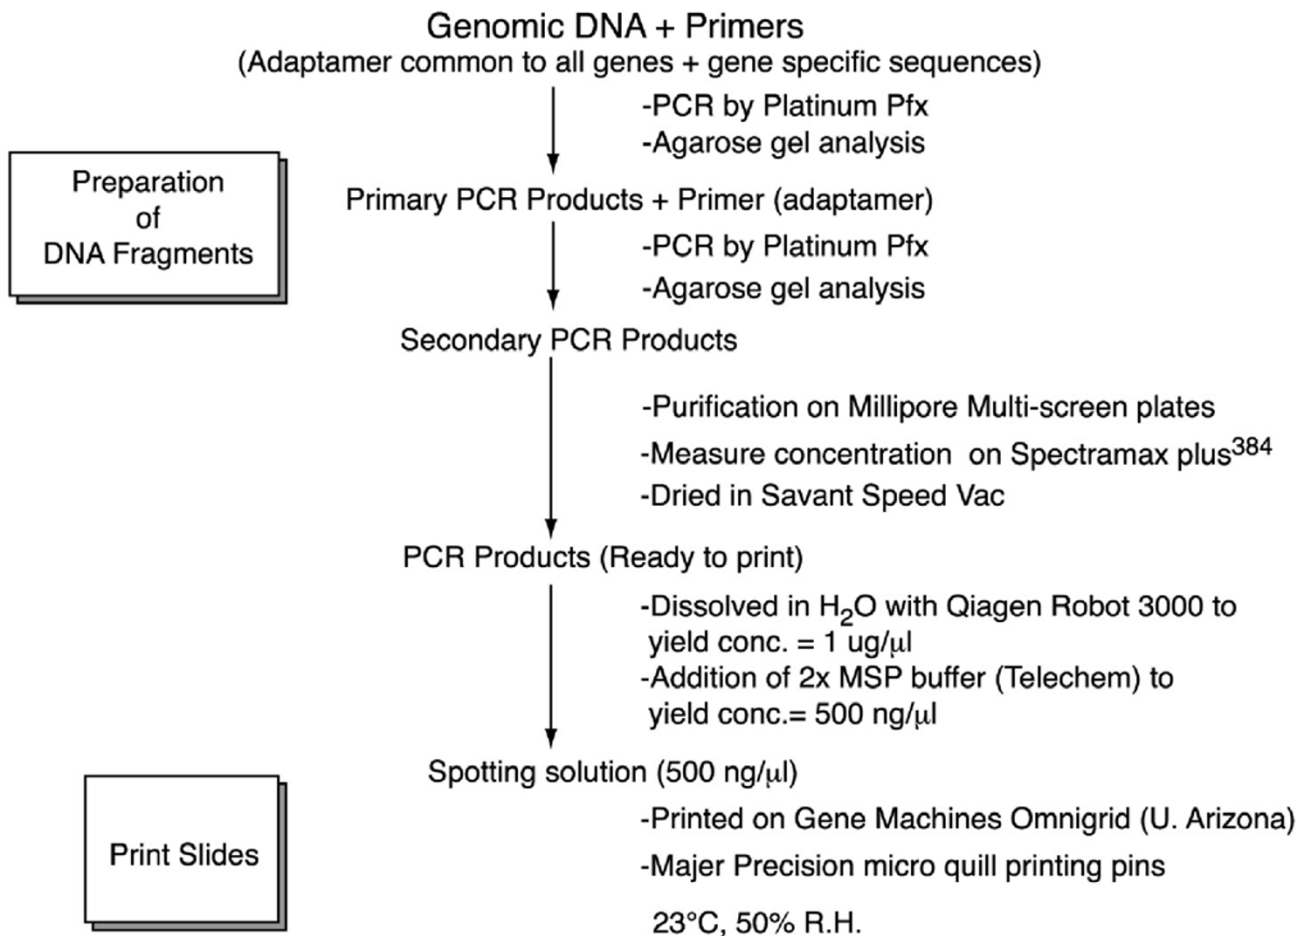 Genomic DNA + Primers
(Adaptamer common to all genes + gene specific sequences)
-PCR by Platinum Pfx
-Agarose gel analysis
Preparation
of
DNA Fragments
Primary PCR Products + Primer (adaptamer)
-PCR by Platinum Pfx
-Agarose gel analysis
Secondary PCR Products
-Purification on Millipore Multi-screen plates
-Measure concentration on Spectramax plus³⁸⁴
-Dried in Savant Speed Vac
PCR Products (Ready to print)
-Dissolved in H₂O with Qiagen Robot 3000 to
yield conc. = 1 ug/µl
-Addition of 2x MSP buffer (Telechem) to
yield conc.= 500 ng/µl
Spotting solution (500 ng/µl)
-Printed on Gene Machines Omnigrid (U. Arizona)
Print Slides
-Majer Precision micro quill printing pins
23°C, 50% R.H.